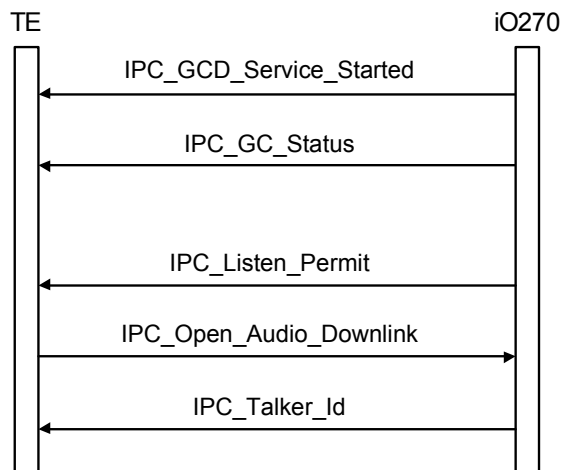 TE
iO270
IPC_GCD_Service_Started
IPC_GC_Status
IPC_Listen_Permit
IPC_Open_Audio_Downlink
IPC_Talker_Id